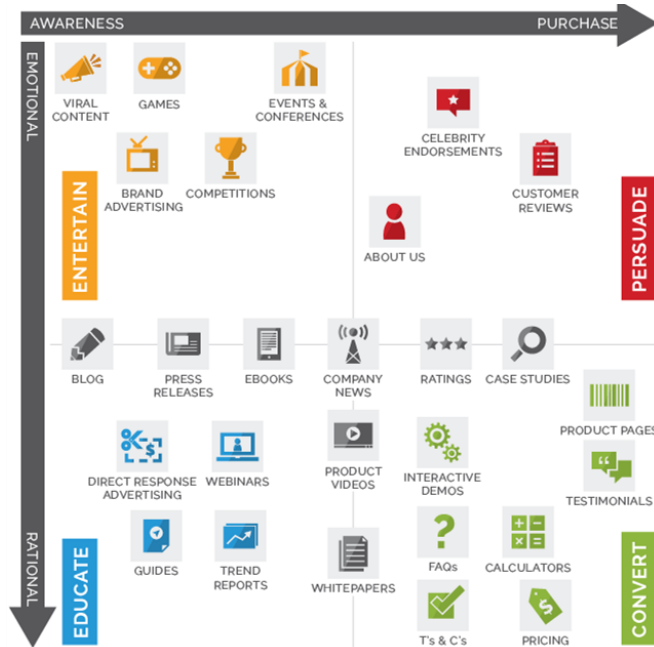 AWARENESS
PURCHASE
EMOTIONAL
VIRAL
CONTENT
GAMES
EVENTS &
CONFERENCES
CELEBRITY
ENDORSEMENTS
BRAND
ADVERTISING
COMPETITIONS
CUSTOMER
REVIEWS
ENTERTAIN
PERSUADE
ABOUT US
BLOG
PRESS
RELEASES
EBOOKS
COMPANY
NEWS
RATINGS
CASE STUDIES
PRODUCT PAGES
DIRECT RESPONSE
ADVERTISING
WEBINARS
PRODUCT
VIDEOS
INTERACTIVE
DEMOS
TESTIMONIALS
RATIONAL
EDUCATE
GUIDES
TREND
REPORTS
WHITEPAPERS
FAQs
CALCULATORS
CONVERT
T's & C's
PRICING